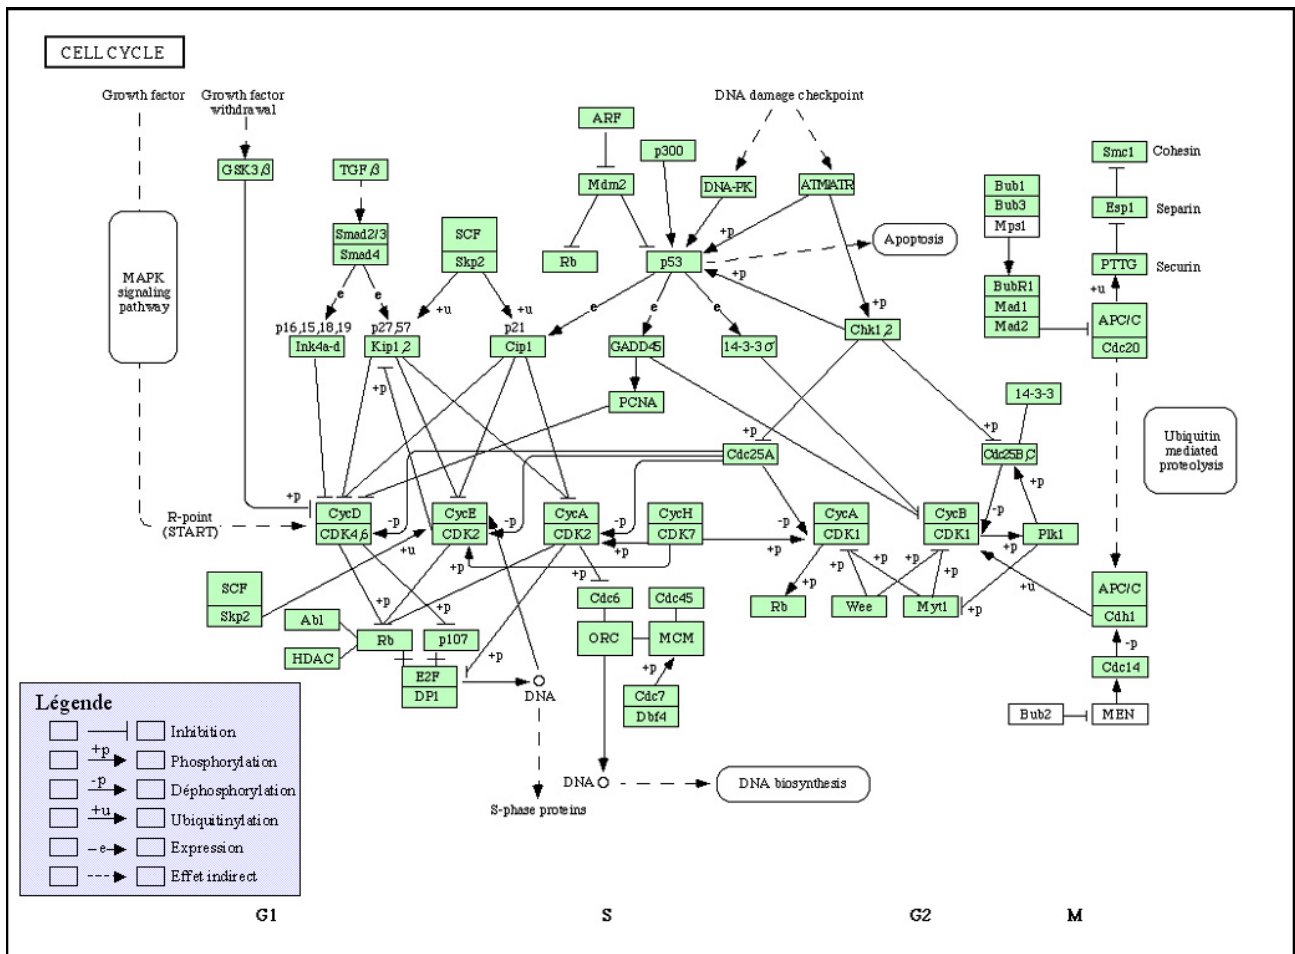 CELL CYCLE
Growth factor
Growth factor
withdrawal
DNA damage checkpoint
ARF
p300
Smc1
Cohesin
GSK3β
TGFβ
Mdm2
DNA-PK
ATM/ATR
Bub1
Bub3
Mps1
Esp1
Separin
+p
MAPK
signaling
pathway
Smad2/3
Smad4
SCF
Skp2
Rb
p53
Apoptosis
PTTG
Securin
+p
+u
BubR1
Mad1
Mad2
e
e
+u
+u
e
e
e
+p
p16,15,18,19
Ink4a-d
p27,57
Kip1,2
p21
Cip1
GADD45
14-3-3σ
Chk1,2
APC/C
Cdc20
+p
PCNA
14-3-3
Ubiquitin
mediated
proteolysis
+p
+p
Cdc25A
Cdc25B,C
+p
+p
R-point
(START)
CycD
CDK4,6
-p
CycE
CDK2
-p
CycA
CDK2
-p
CycH
CDK7
-p
CycA
CDK1
CycB
CDK1
-p
Plk1
+u
+p
+p
+p
+p
+p
+p
+p
+p
+u
SCF
Skp2
Cdc6
Cdc45
Rb
Wee
Myt1
+p
APC/C
Cdh1
+p
+p
Abl
HDAC
Rb
p107
ORC
MCM
-p
+p
+p
E2F
DP1
DNA
Cdc7
Dbf4
Cdc14
Bub2
MEN
DNA
DNA biosynthesis
S-phase proteins
Légende
Inhibition
+p
Phosphorylation
-p
Déphosphorylation
+u
Ubiquitinylation
e
Expression
Effet indirect
G1
S
G2
M